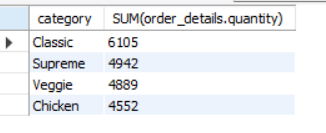 category SUM(order_details.quantity)
Classic 6105
Supreme 4942
Veggie 4889
Chicken 4552